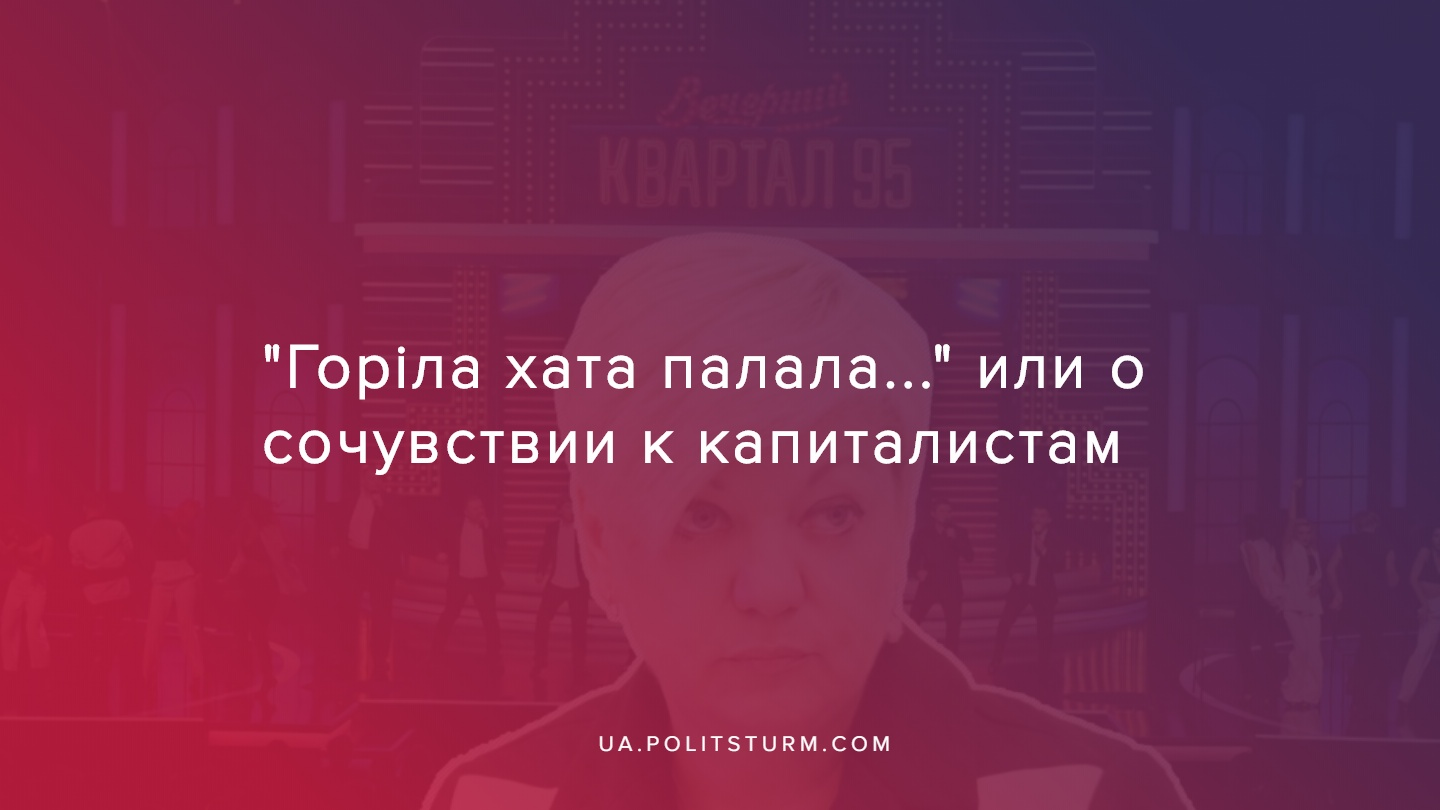 Вечерний
КВАРТАЛ 95
"Горіла хата палала..." или о
сочувствии к капиталистам
UA.POLITSTURM.COM